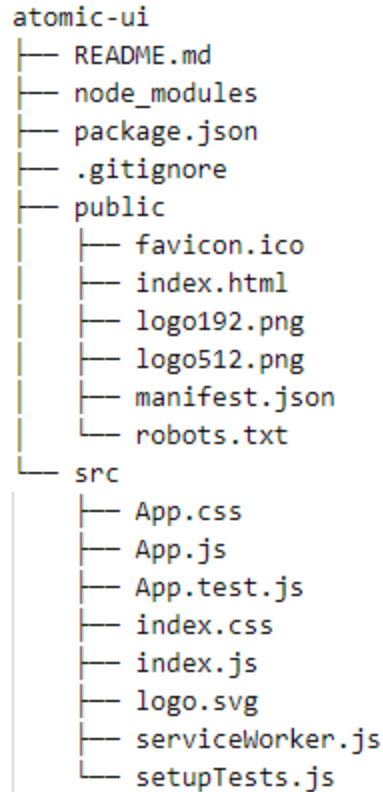 atomic-ui
├── README.md
├── node_modules
├── package.json
├── .gitignore
├── public
│   ├── favicon.ico
│   ├── index.html
│   ├── logo192.png
│   ├── logo512.png
│   ├── manifest.json
│   └── robots.txt
└── src
    ├── App.css
    ├── App.js
    ├── App.test.js
    ├── index.css
    ├── index.js
    ├── logo.svg
    ├── serviceWorker.js
    └── setupTests.js